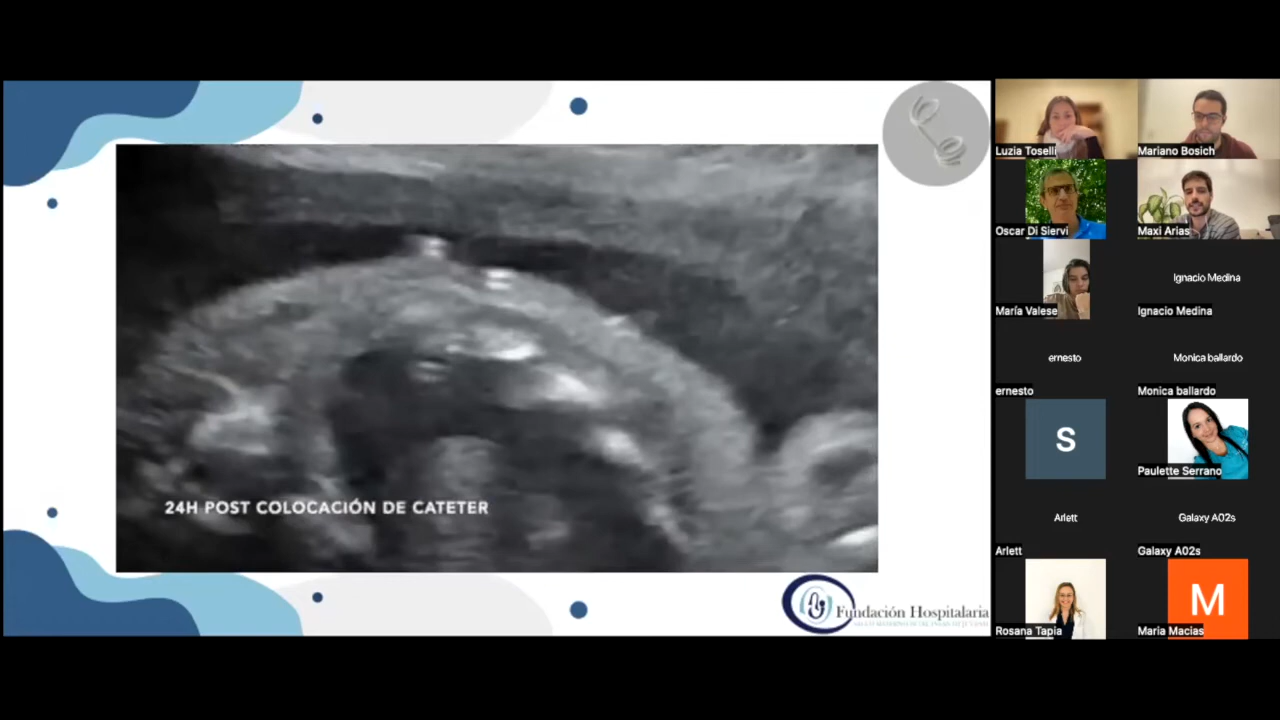 24H POST COLOCACIÓN DE CATETER
Fundación Hospitalaria
Luzia Toselli
Mariano Bosich
Oscar Di Siervi
Maxi Arias
María Valese
Ignacio Medina
Ignacio Medina
ernesto
ernesto
Monica ballardo
Monica ballardo
S
Paulette Serrano
Arlett
Arlett
Galaxy A02s
Galaxy A02s
Rosana Tapia
M
Maria Macias